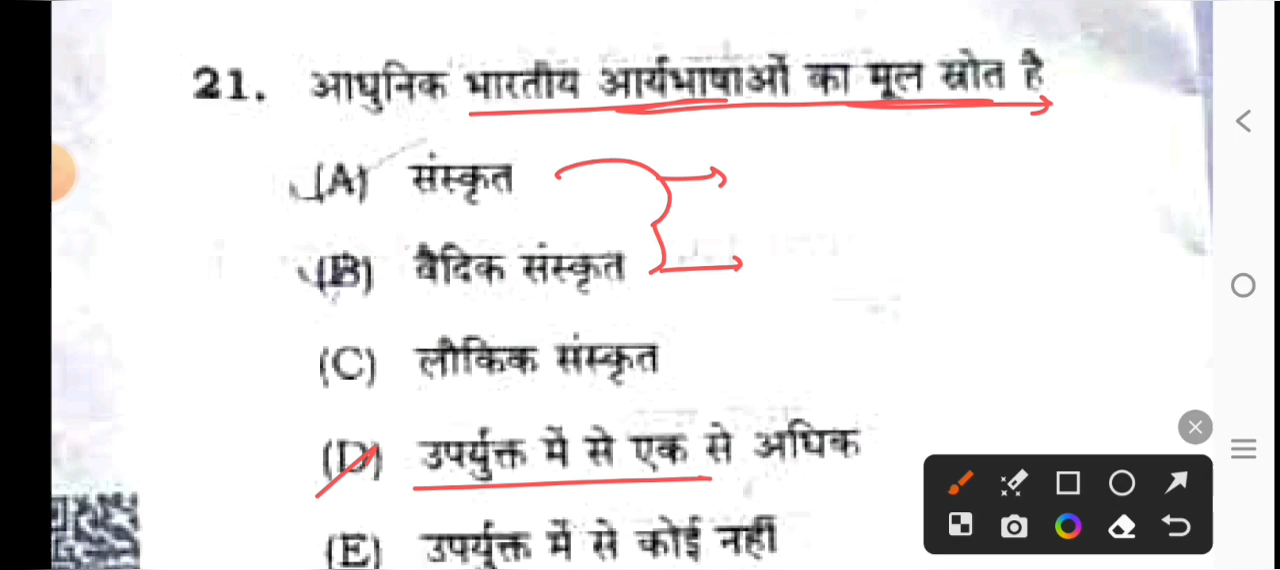 21. आधुनिक भारतीय आर्यभाषाओं का मूल स्रोत है
(A) संस्कृत
(B) वैदिक संस्कृत
(C) लौकिक संस्कृत
(D) उपर्युक्त में से एक से अधिक
(E) उपर्युक्त में से कोई नहीं